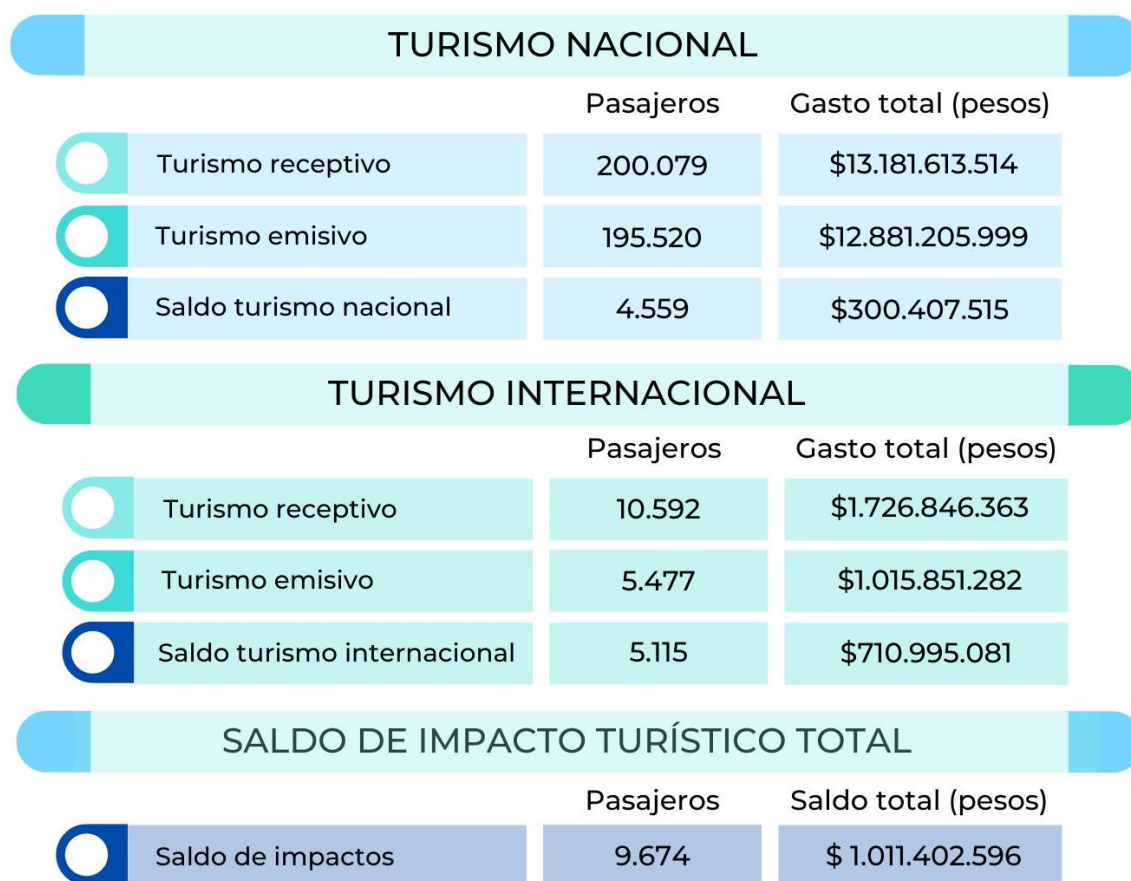 TURISMO NACIONAL
Pasajeros Gasto total (pesos)
Turismo receptivo 200.079 $13.181.613.514
Turismo emisivo 195.520 $12.881.205.999
Saldo turismo nacional 4.559 $300.407.515
TURISMO INTERNACIONAL
Pasajeros Gasto total (pesos)
Turismo receptivo 10.592 $1.726.846.363
Turismo emisivo 5.477 $1.015.851.282
Saldo turismo internacional 5.115 $710.995.081
SALDO DE IMPACTO TURÍSTICO TOTAL
Pasajeros Saldo total (pesos)
Saldo de impactos 9.674 $ 1.011.402.596